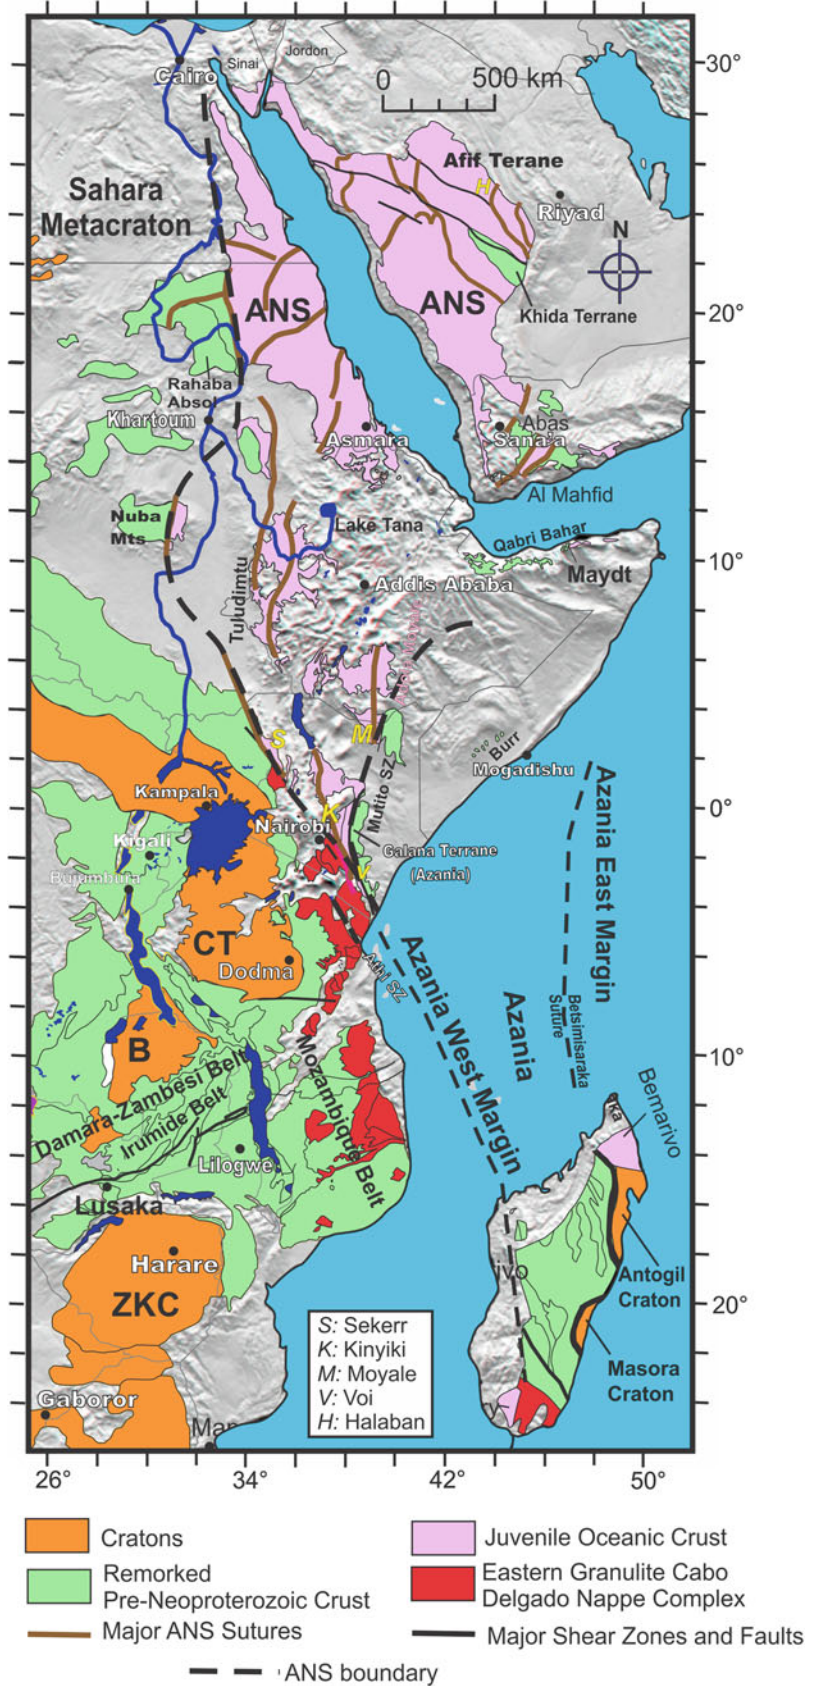 Cairo
Sinai
Jordon
0 500 km
30°
Sahara
Metacraton
Afif Terane
H
Riyad
N
ANS
ANS
Khida Terrane
20°
Rahaba
Absol
Khartoum
Asmara
Abas
Sana'a
Al Mahfid
Nuba
Mts
Lake Tana
Qabri Bahar
10°
Maydt
Tuludimtu
Addis Ababa
S
M
Burr
Mogadishu
Mutito SZ
Kampala
0°
K
Nairobi
Kigali
Galana Terrane
(Azania)
V
Bujumbura
Azania East Margin
CT
Dodma
Athi SZ
Azania West Margin
Azania
Betsimisaraka
Suture
B
10°
Mozambique Belt
Damara-Zambesi Belt
Irumide Belt
ka
Bemarivo
Lilogwe
Lusaka
Harare
ivo
Antogil
Craton
ZKC
20°
S: Sekerr
K: Kinyiki
M: Moyale
V: Voi
H: Halaban
Masora
Craton
Gaboror
V
Map
26° 34° 42° 50°
Cratons
Juvenile Oceanic Crust
Remorked
Pre-Neoproterozoic Crust
Eastern Granulite Cabo
Delgado Nappe Complex
Major ANS Sutures
Major Shear Zones and Faults
ANS boundary